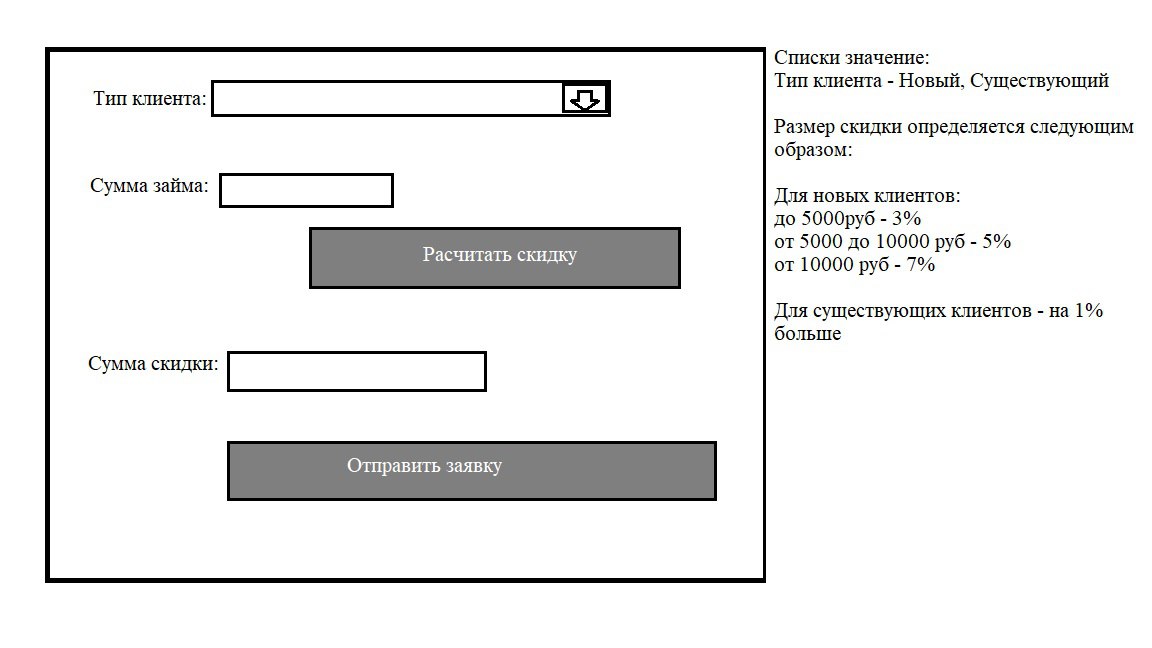 Тип клиента:
Сумма займа:
Расчитать скидку
Сумма скидки:
Отправить заявку
Списки значение:
Тип клиента - Новый, Существующий
Размер скидки определяется следующим
образом:
Для новых клиентов:
до 5000руб - 3%
от 5000 до 10000 руб - 5%
от 10000 руб - 7%
Для существующих клиентов - на 1%
больше